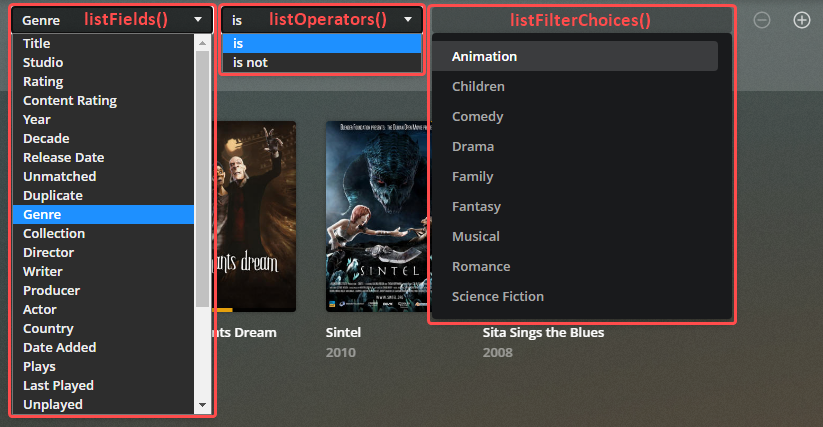 Genre listFields()
is listOperators()
listFilterChoices()
Title
Studio
Rating
Content Rating
Year
Decade
Release Date
Unmatched
Duplicate
Genre
Collection
Director
Writer
Producer
Actor
Country
Date Added
Plays
Last Played
Unplayed
is
is not
Animation
Children
Comedy
Drama
Family
Fantasy
Musical
Romance
Science Fiction
ants dream
nts Dream
SINTEL
Sintel
2010
Sita Sings the Blues
2008